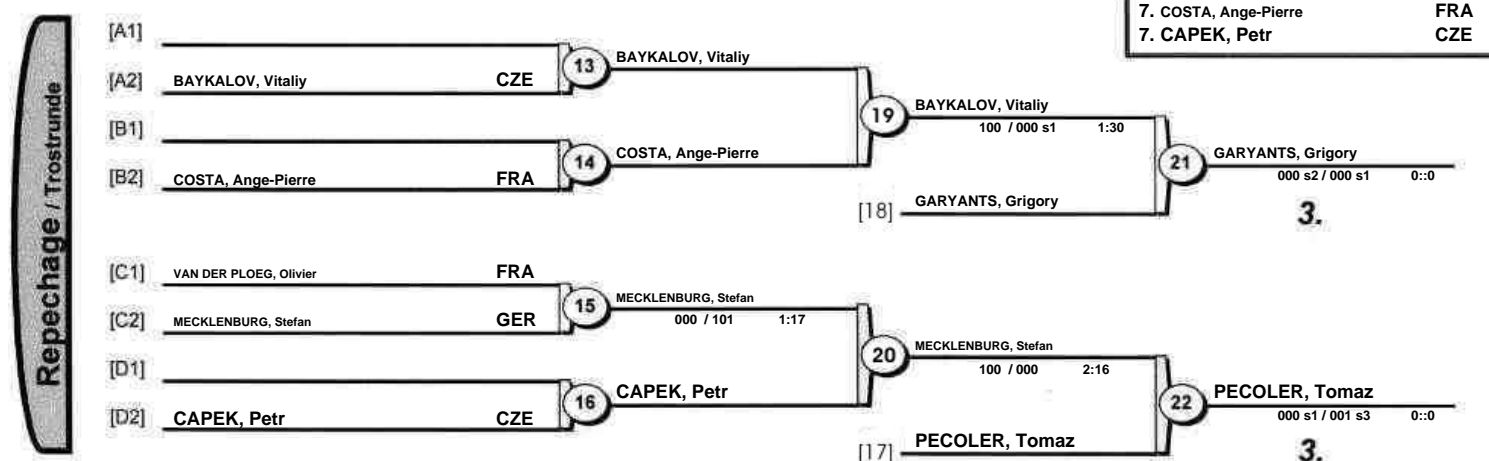 7. COSTA, Ange-Pierre FRA
7. CAPEK, Petr CZE
Repechage / Trostrunde
[A1]
[A2] BAYKALOV, Vitaliy CZE
13 BAYKALOV, Vitaliy
[B1]
[B2] COSTA, Ange-Pierre FRA
14 COSTA, Ange-Pierre
19 BAYKALOV, Vitaliy
100 / 000 s1 1:30
[18] GARYANTS, Grigory
21 GARYANTS, Grigory
000 s2 / 000 s1 0::0
3.
[C1] VAN DER PLOEG, Olivier FRA
[C2] MECKLENBURG, Stefan GER
15 MECKLENBURG, Stefan
000 / 101 1:17
[D1]
[D2] CAPEK, Petr CZE
16 CAPEK, Petr
20 MECKLENBURG, Stefan
100 / 000 2:16
[17] PECOLER, Tomaz
22 PECOLER, Tomaz
000 s1 / 001 s3 0::0
3.